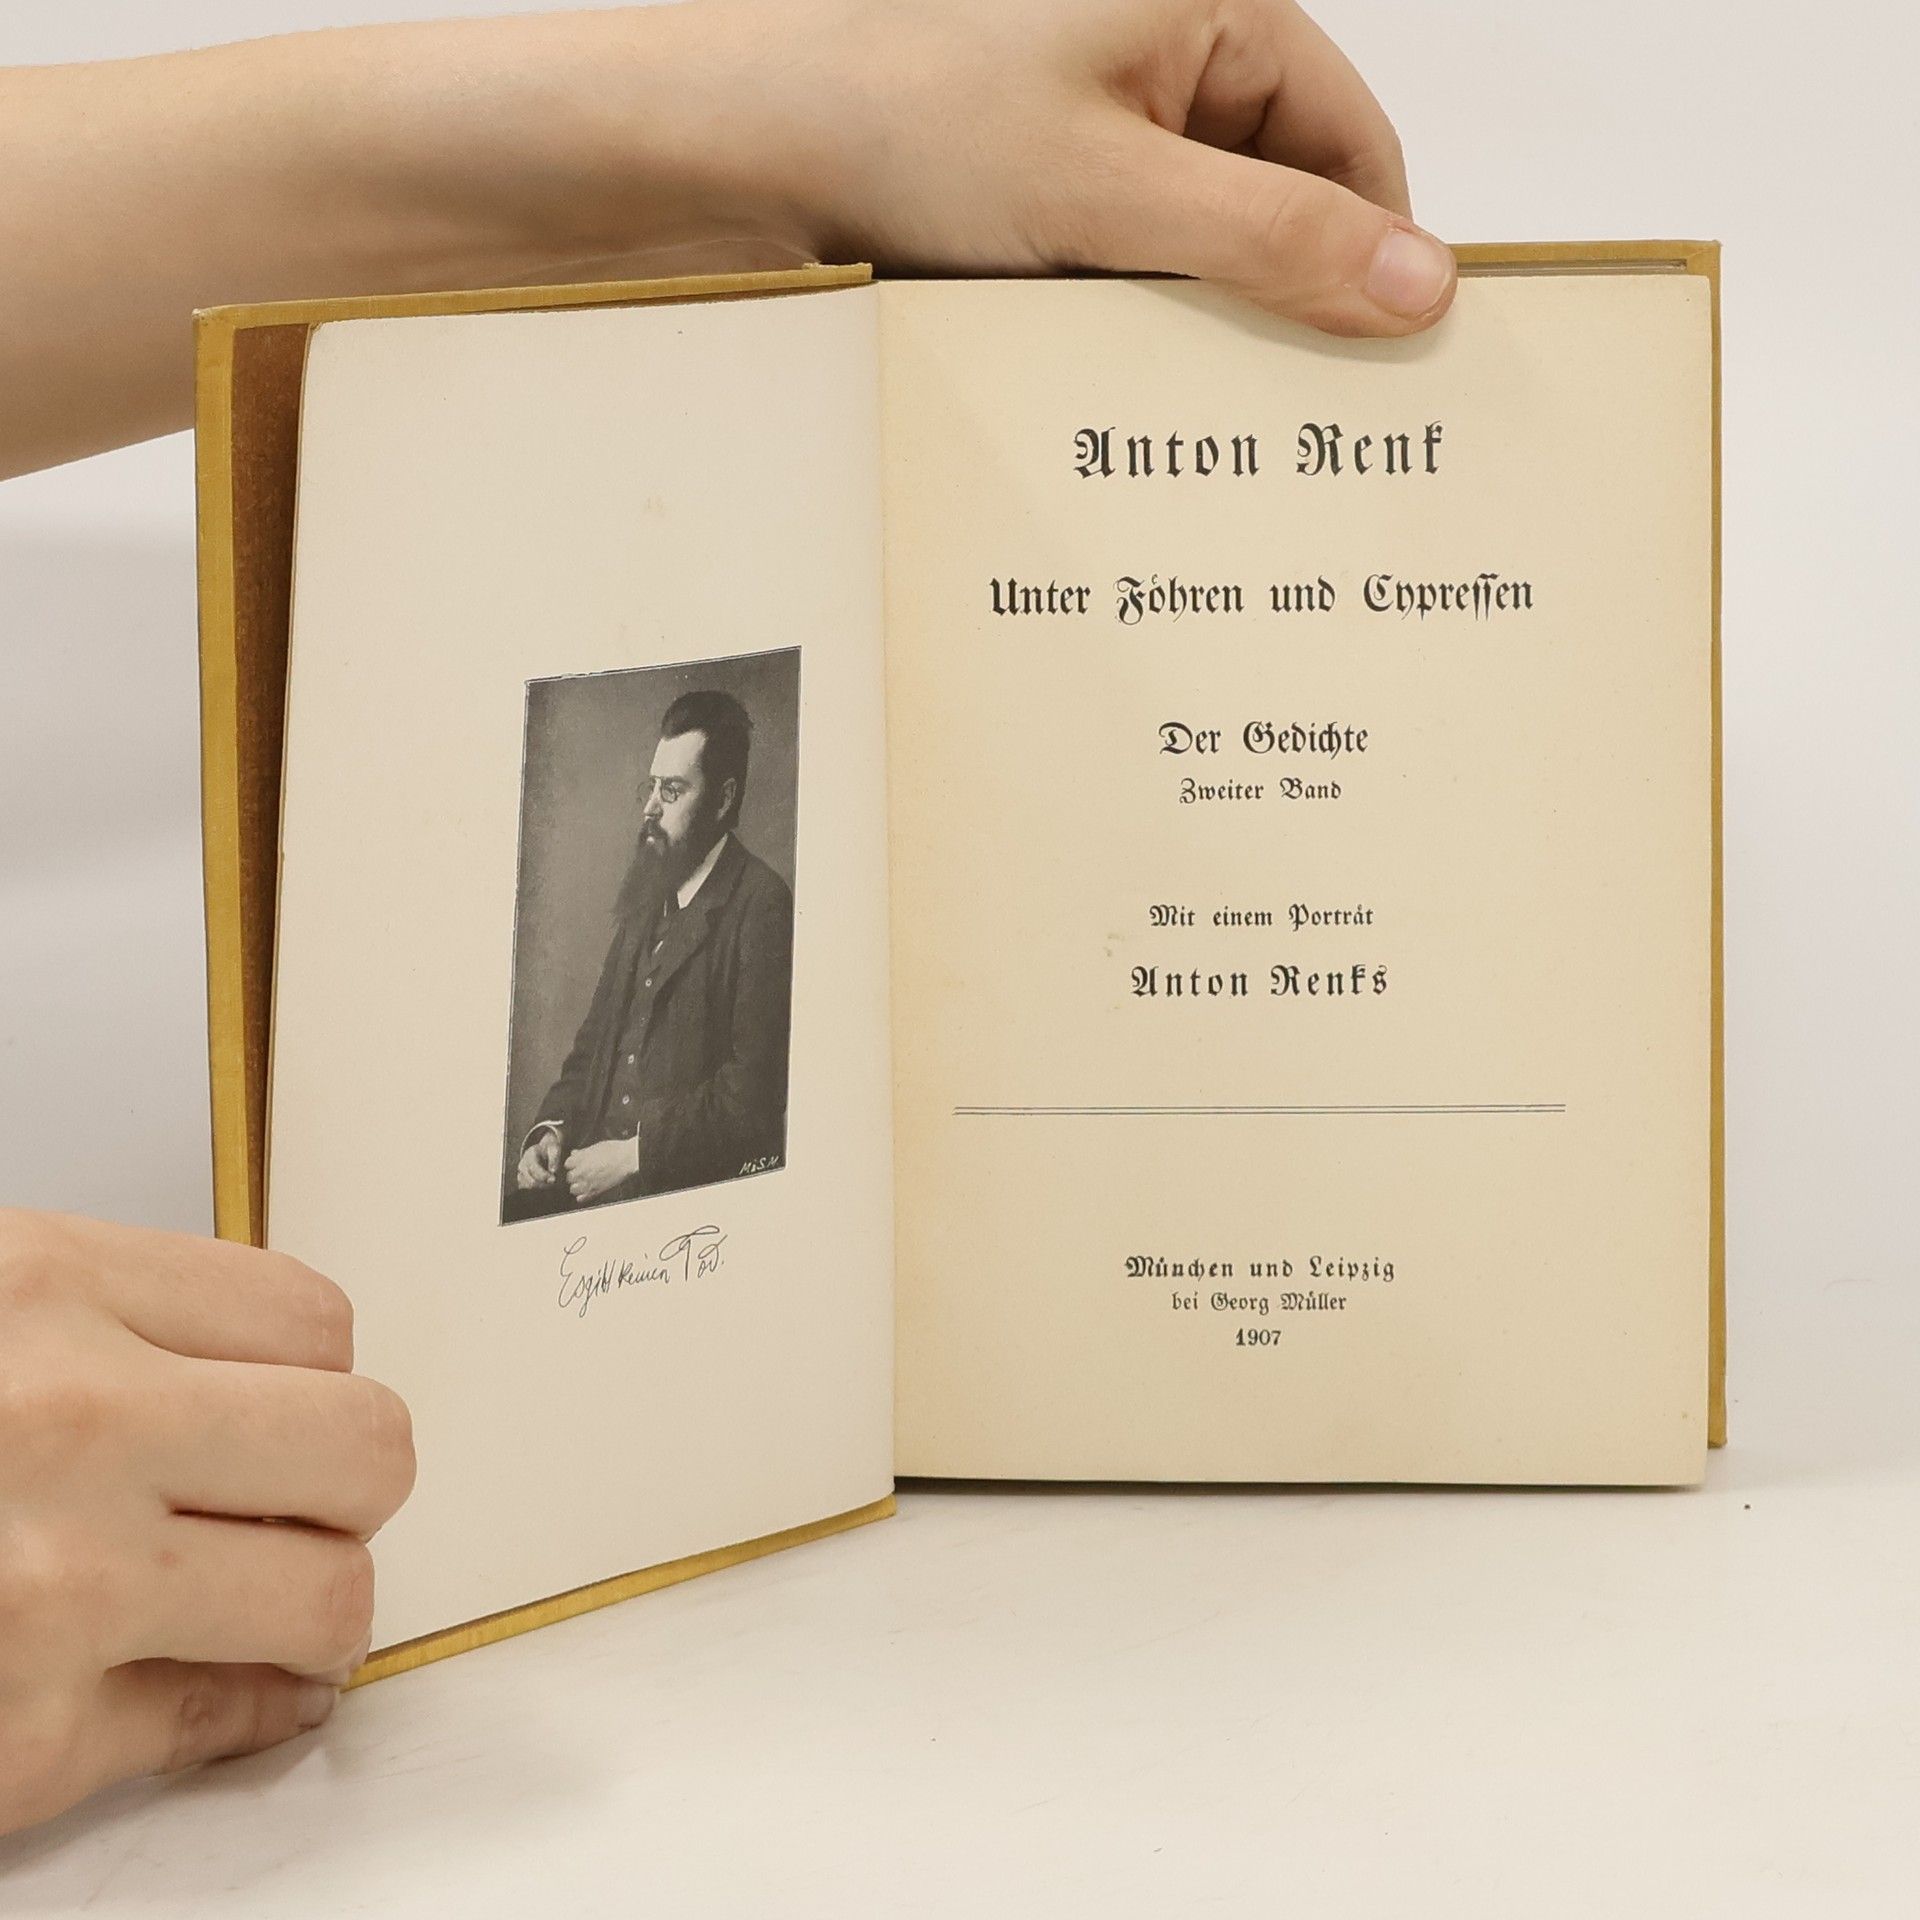 M&S.M
Es gibt keinen Tod.
Anton Renk
Unter Föhren und Cypressen
Der Gedichte
Zweiter Band
Mit einem Porträt
Anton Renks
München und Leipzig
bei Georg Müller
1907